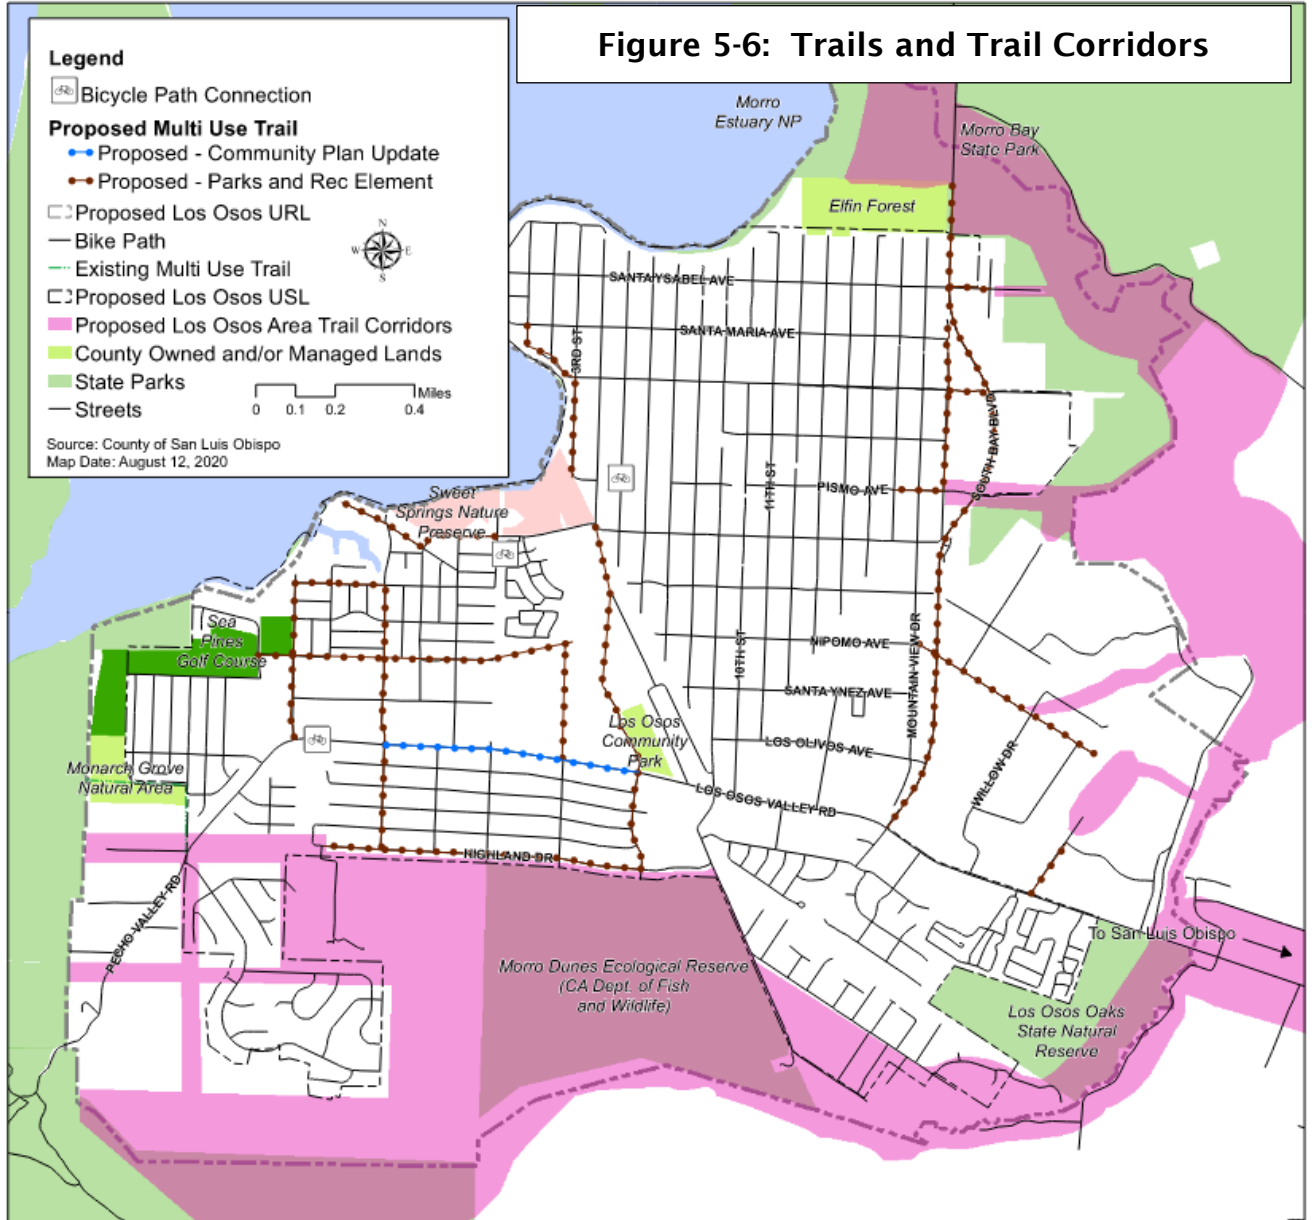 Figure 5-6: Trails and Trail Corridors
Legend
Bicycle Path Connection
Proposed Multi Use Trail
Proposed - Community Plan Update
Proposed - Parks and Rec Element
Proposed Los Osos URL
Bike Path
Existing Multi Use Trail
Proposed Los Osos USL
Proposed Los Osos Area Trail Corridors
County Owned and/or Managed Lands
State Parks
Streets
N
W
E
S
Miles
0 0.1 0.2 0.4
Source: County of San Luis Obispo
Map Date: August 12, 2020
Morro
Estuary NP
Morro Bay
State Park
Elfin Forest
SANTA YSABEL AVE
SANTA MARIA AVE
3RD ST
SOUTH BAY BLVD
11TH ST
PISMO AVE
Sweet
Springs Nature
Preserve
Sea
Pines
Golf Course
10TH ST
NIPOMO AVE
MOUNTAIN VIEW DR
SANTA YNEZ AVE
Los Osos
Community
Park
LOS OLIVOS AVE
WILLOW DR
Monarch Grove
Natural Area
LOS OSOS VALLEY RD
HIGHLAND DR
PECHO VALLEY RD
To San Luis Obispo
Morro Dunes Ecological Reserve
(CA Dept. of Fish
and Wildlife)
Los Osos Oaks
State Natural
Reserve